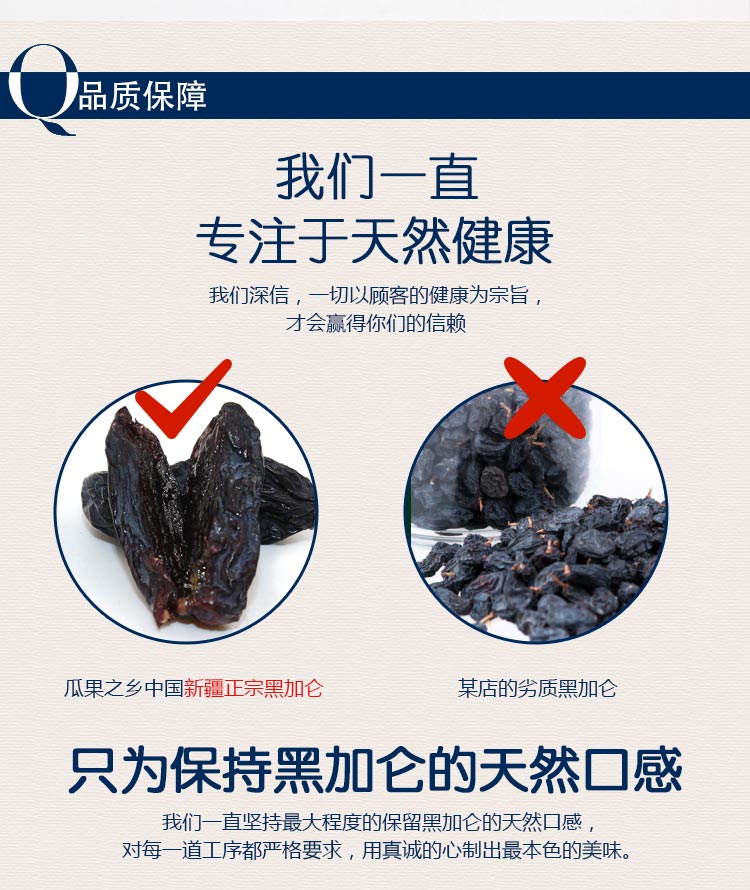 Q品质保障
我们一直
专注于天然健康
我们深信，一切以顾客的健康为宗旨，
才会赢得你们的信赖
瓜果之乡中国新疆正宗黑加仑
某店的劣质黑加仑
只为保持黑加仑的天然口感
我们一直坚持最大程度的保留黑加仑的天然口感，
对每一道工序都严格要求，用真诚的心制出最本色的美味。